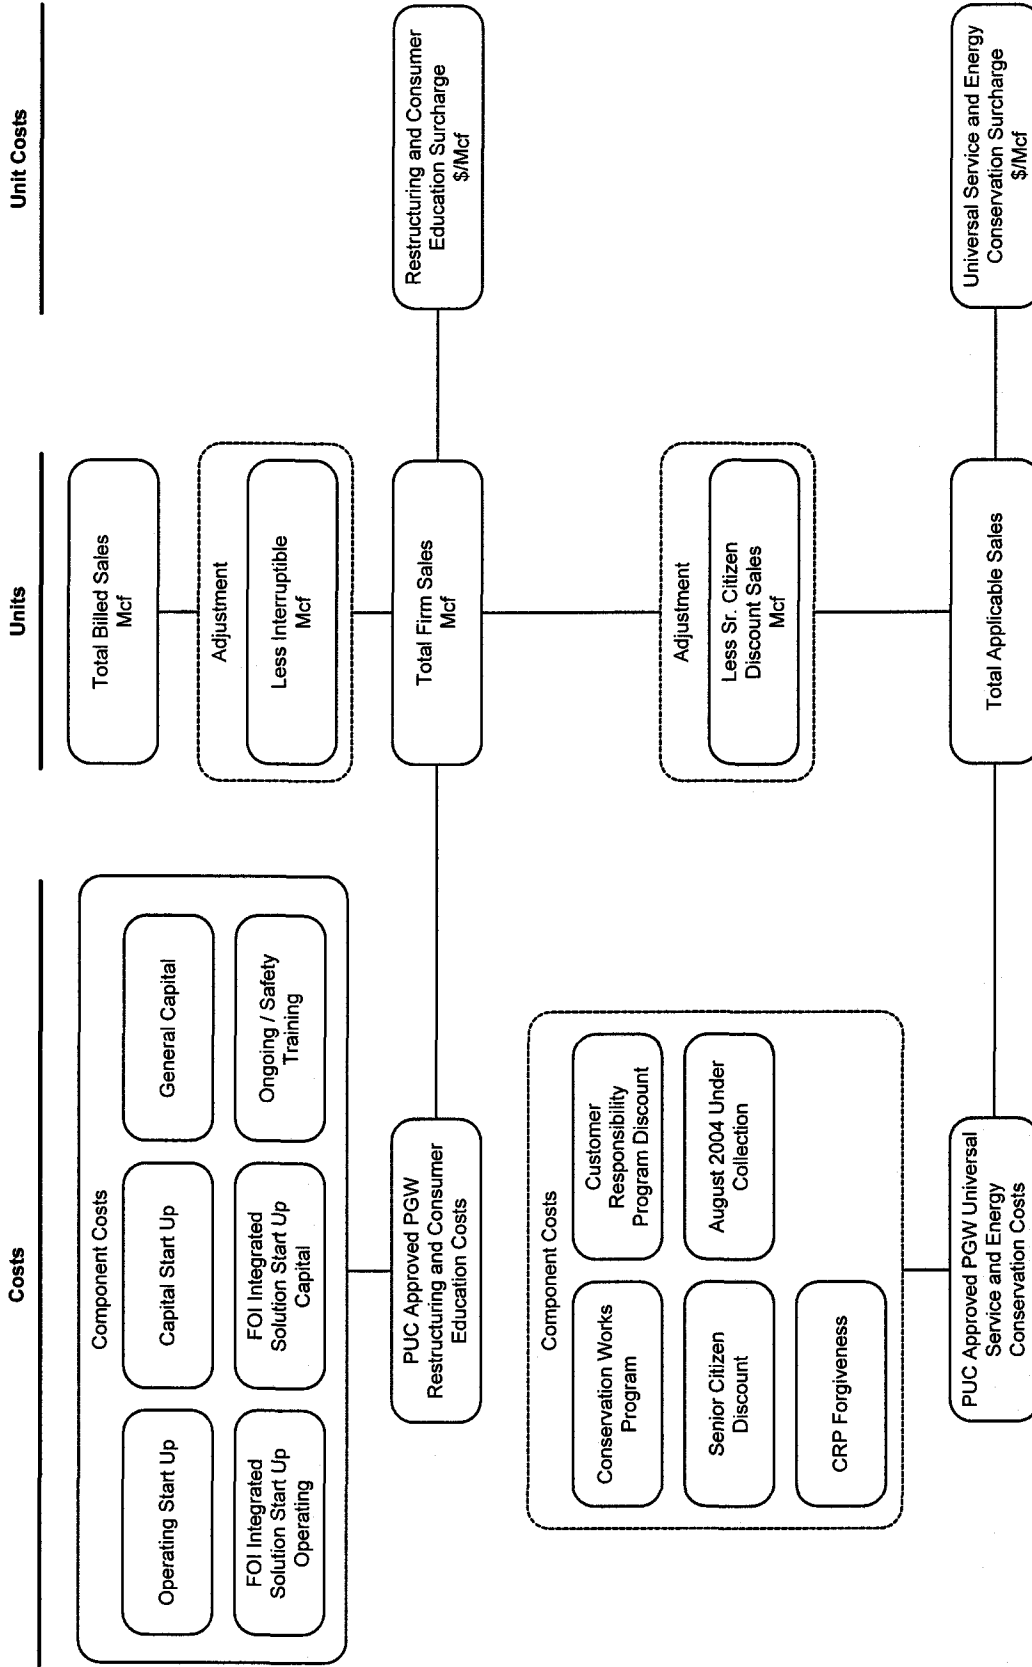 Costs
Units
Unit Costs
Component Costs
Operating Start Up
Capital Start Up
General Capital
FOI Integrated
Solution Start Up
Operating
FOI Integrated
Solution Start Up
Capital
Ongoing / Safety
Training
PUC Approved PGW
Restructuring and Consumer
Education Costs
Total Billed Sales
Mcf
Adjustment
Less Interruptible
Mcf
Total Firm Sales
Mcf
Restructuring and Consumer
Education Surcharge
$/Mcf
Component Costs
Conservation Works
Program
Customer
Responsibility
Program Discount
Senior Citizen
Discount
August 2004 Under
Collection
CRP Forgiveness
PUC Approved PGW Universal
Service and Energy
Conservation Costs
Adjustment
Less Sr. Citizen
Discount Sales
Mcf
Total Applicable Sales
Universal Service and Energy
Conservation Surcharge
$/Mcf